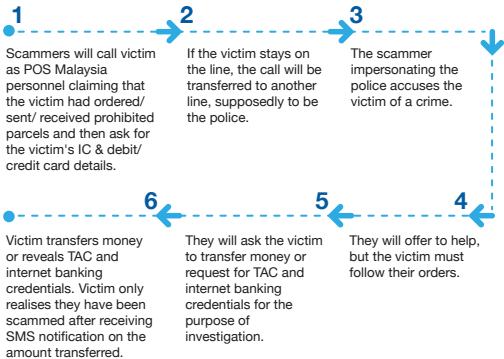 1
Scammers will call victim
as POS Malaysia
personnel claiming that
the victim had ordered/
sent/ received prohibited
parcels and then ask for
the victim's IC & debit/
credit card details.
2
If the victim stays on
the line, the call will be
transferred to another
line, supposedly to be
the police.
3
The scammer
impersonating the
police accuses the
victim of a crime.
4
They will offer to help,
but the victim must
follow their orders.
5
They will ask the victim
to transfer money or
request for TAC and
internet banking
credentials for the
purpose of
investigation.
6
Victim transfers money
or reveals TAC and
internet banking
credentials. Victim only
realises they have been
scammed after receiving
SMS notification on the
amount transferred.